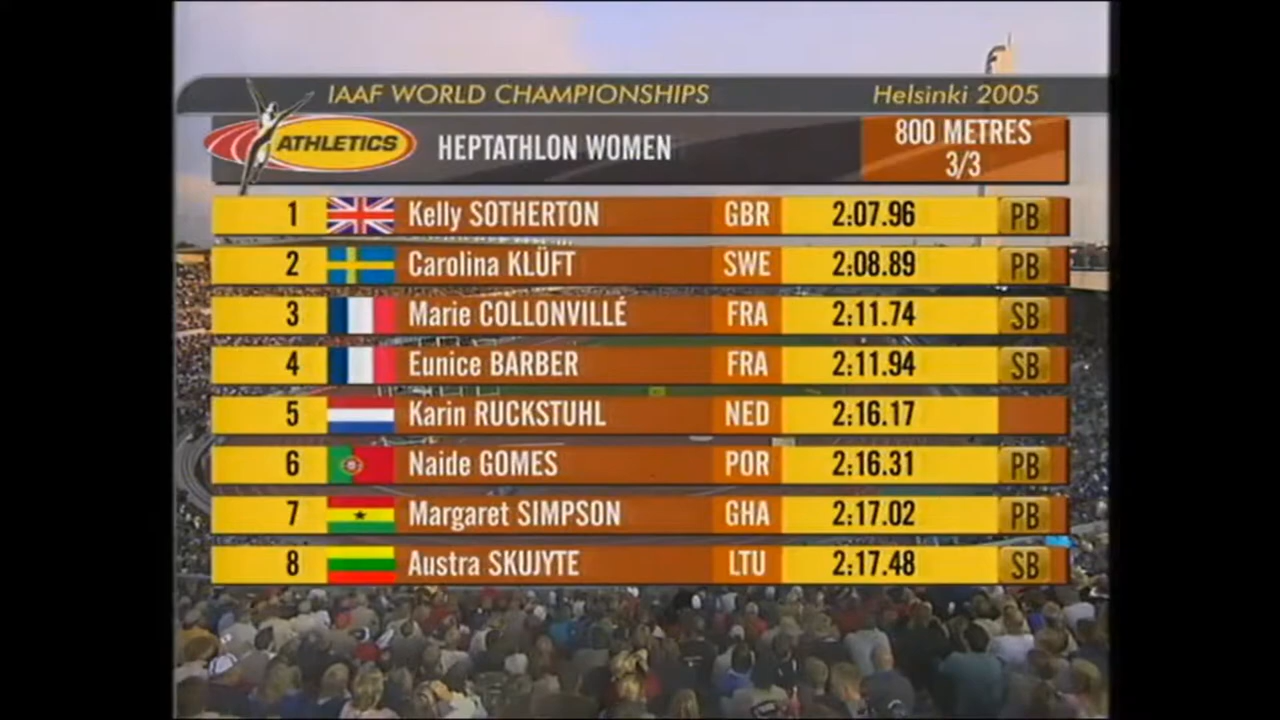 IAAF WORLD CHAMPIONSHIPS Helsinki 2005
ATHLETICS HEPTATHLON WOMEN 800 METRES
3/3
1 Kelly SOTHERTON GBR 2:07.96 PB
2 Carolina KLÜFT SWE 2:08.89 PB
3 Marie COLLONVILLÉ FRA 2:11.74 SB
4 Eunice BARBER FRA 2:11.94 SB
5 Karin RUCKSTUHL NED 2:16.17
6 Naide GOMES POR 2:16.31 PB
7 Margaret SIMPSON GHA 2:17.02 PB
8 Austra SKUJYTE LTU 2:17.48 SB